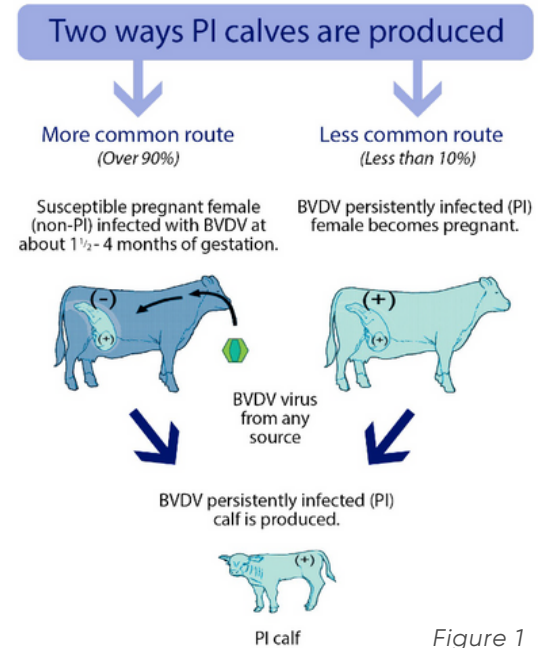 Two ways PI calves are produced
More common route
(Over 90%)
Less common route
(Less than 10%)
Susceptible pregnant female
(non-PI) infected with BVDV at
about 1 1/2 - 4 months of gestation.
BVDV persistently infected (PI)
female becomes pregnant.
(-)
(+)
(+)
(+)
BVDV virus
from any
source
BVDV persistently infected (PI)
calf is produced.
(+)
PI calf
Figure 1